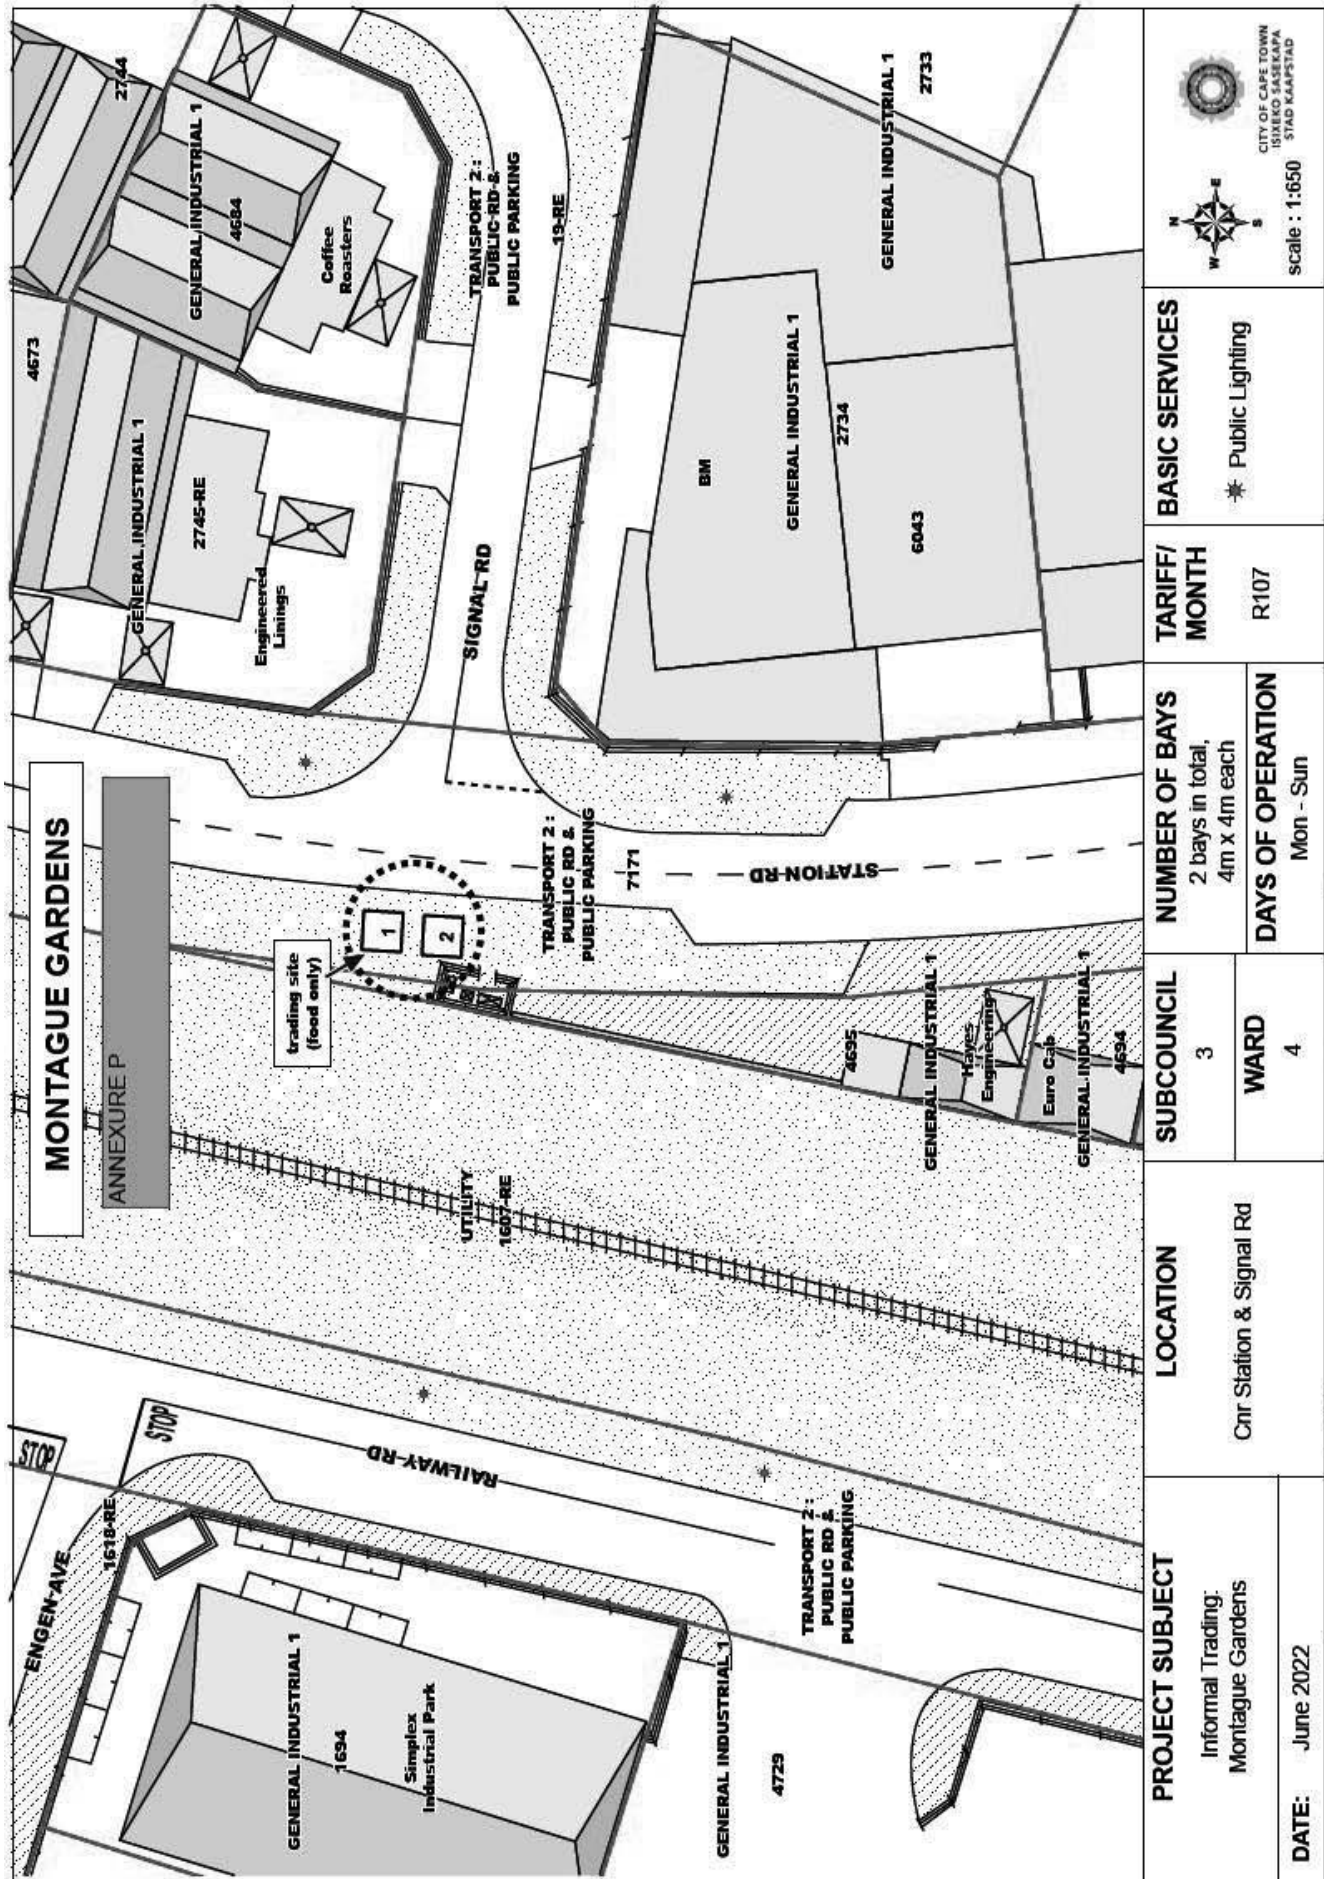 MONTAGUE GARDENS
ANNEXURE P
ENGEN AVE
1618-RE
STOP
STOP
RAILWAY RD
GENERAL INDUSTRIAL 1
1694
Simplex
Industrial Park
GENERAL INDUSTRIAL 1
4729
TRANSPORT 2 :
PUBLIC RD &
PUBLIC PARKING
UTILITY
1607-RE
trading site
(food only)
1
2
TRANSPORT 2 :
PUBLIC RD &
PUBLIC PARKING
7171
STATION RD
4695
GENERAL INDUSTRIAL 1
Hayes
Engineering
Euro Cab
GENERAL INDUSTRIAL 1
4694
4673
GENERAL INDUSTRIAL 1
2745-RE
Engineered
Linings
2744
GENERAL INDUSTRIAL 1
4684
Coffee
Roasters
SIGNAL RD
TRANSPORT 2 :
PUBLIC RD &
PUBLIC PARKING
19-RE
BM
GENERAL INDUSTRIAL 1
2734
6043
GENERAL INDUSTRIAL 1
2733
PROJECT SUBJECT
Informal Trading:
Montague Gardens
DATE: June 2022
LOCATION
Cnr Station & Signal Rd
SUBCOUNCIL
3
WARD
4
NUMBER OF BAYS
2 bays in total,
4m x 4m each
DAYS OF OPERATION
Mon - Sun
TARIFF/
MONTH
R107
BASIC SERVICES
Public Lighting
N
W
E
S
scale : 1:650
CITY OF CAPE TOWN
ISIXEKO SASEKAPA
STAD KAAPSTAD